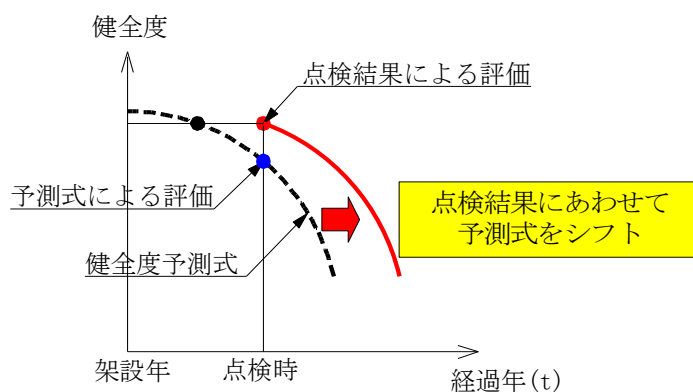 健全度
点検結果による評価
予測式による評価
点検結果にあわせて
予測式をシフト
健全度予測式
架設年
点検時
経過年(t)